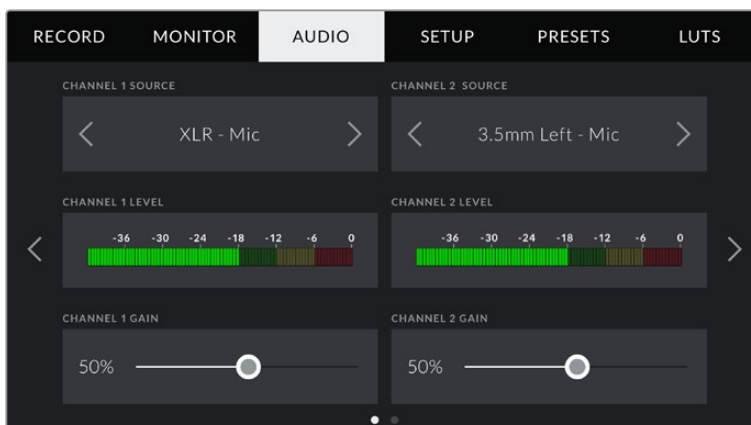 RECORD MONITOR AUDIO SETUP PRESETS LUTS
CHANNEL 1 SOURCE CHANNEL 2 SOURCE
XLR - Mic 3.5mm Left - Mic
CHANNEL 1 LEVEL CHANNEL 2 LEVEL
-36 -30 -24 -18 -12 -6 0 -36 -30 -24 -18 -12 -6 0
CHANNEL 1 GAIN CHANNEL 2 GAIN
50% 50%